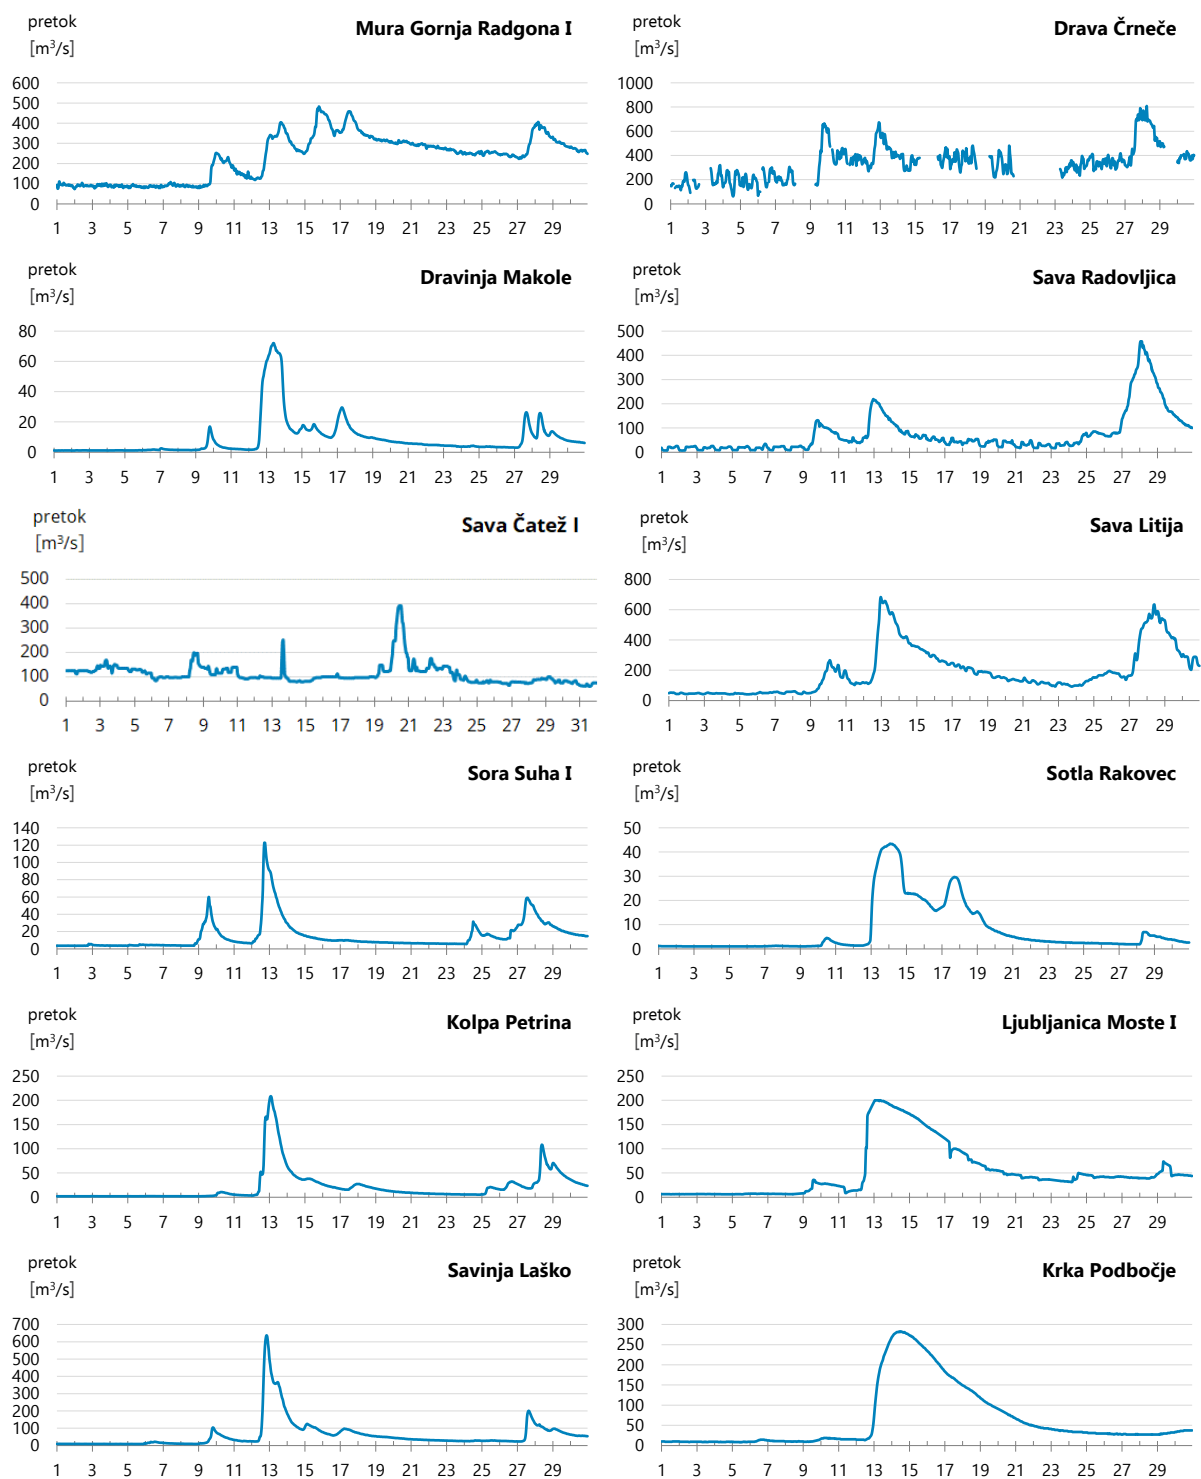 pretok
[m³/s]
Mura Gornja Radgona I
600
500
400
300
200
100
0
1 3 5 7 9 11 13 15 17 19 21 23 25 27 29
pretok
[m³/s]
Drava Črneče
1000
800
600
400
200
0
1 3 5 7 9 11 13 15 17 19 21 23 25 27 29
pretok
[m³/s]
Dravinja Makole
80
60
40
20
0
1 3 5 7 9 11 13 15 17 19 21 23 25 27 29
pretok
[m³/s]
Sava Radovljica
500
400
300
200
100
0
1 3 5 7 9 11 13 15 17 19 21 23 25 27 29
pretok
[m³/s]
Sava Čatež I
500
400
300
200
100
0
1 3 5 7 9 11 13 15 17 19 21 23 25 27 29 31
pretok
[m³/s]
Sava Litija
800
600
400
200
0
1 3 5 7 9 11 13 15 17 19 21 23 25 27 29
pretok
[m³/s]
Sora Suha I
140
120
100
80
60
40
20
0
1 3 5 7 9 11 13 15 17 19 21 23 25 27 29
pretok
[m³/s]
Sotla Rakovec
50
40
30
20
10
0
1 3 5 7 9 11 13 15 17 19 21 23 25 27 29
pretok
[m³/s]
Kolpa Petrina
250
200
150
100
50
0
1 3 5 7 9 11 13 15 17 19 21 23 25 27 29
pretok
[m³/s]
Ljubljanica Moste I
250
200
150
100
50
0
1 3 5 7 9 11 13 15 17 19 21 23 25 27 29
pretok
[m³/s]
Savinja Laško
700
600
500
400
300
200
100
0
1 3 5 7 9 11 13 15 17 19 21 23 25 27 29
pretok
[m³/s]
Krka Podbočje
300
250
200
150
100
50
0
1 3 5 7 9 11 13 15 17 19 21 23 25 27 29